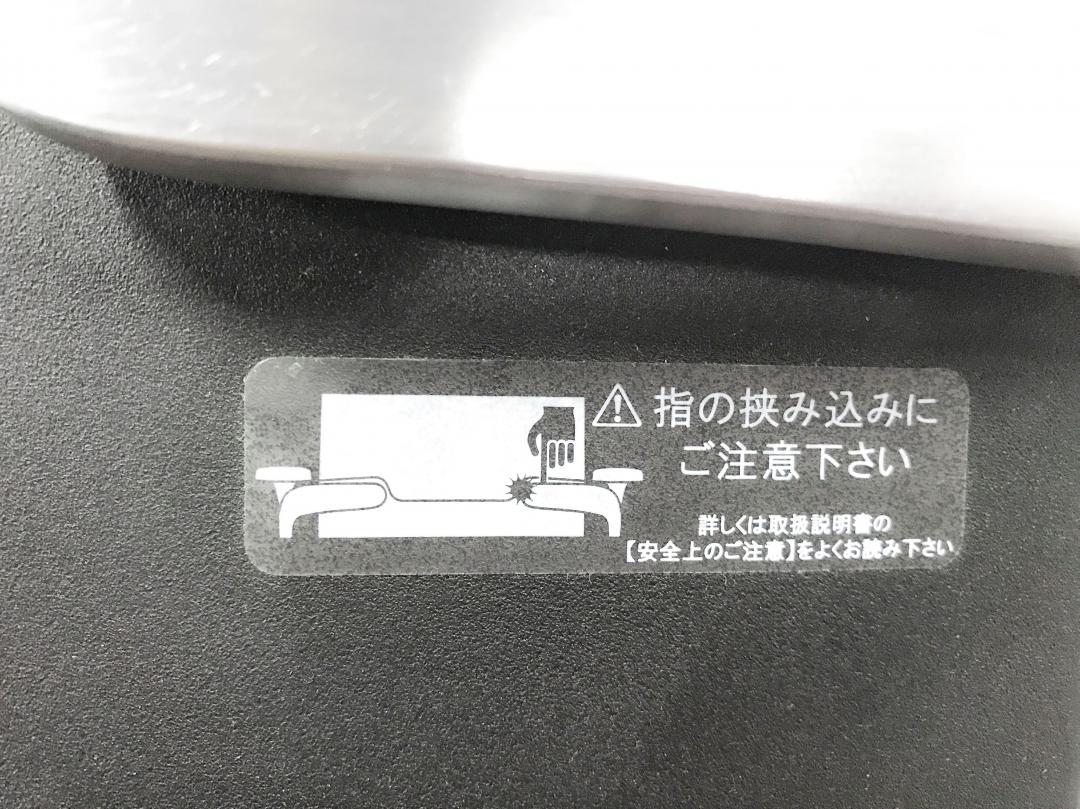 指の挟み込みに
ご注意下さい
詳しくは取扱説明書の
【安全上のご注意】をよくお読み下さい